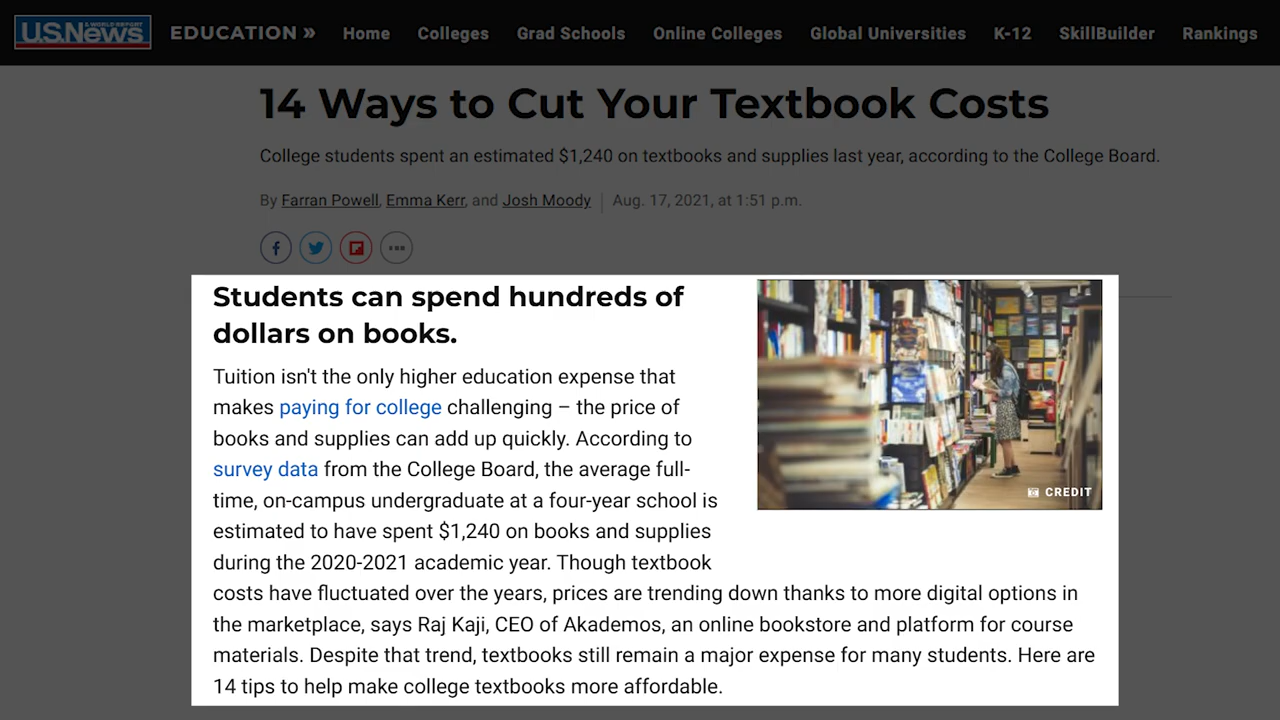 U.S.News
& WORLD REPORT
EDUCATION »
Home
Colleges
Grad Schools
Online Colleges
Global Universities
K-12
SkillBuilder
Rankings
14 Ways to Cut Your Textbook Costs
College students spent an estimated $1,240 on textbooks and supplies last year, according to the College Board.
By Farran Powell, Emma Kerr, and Josh Moody | Aug. 17, 2021, at 1:51 p.m.
Students can spend hundreds of
dollars on books.
Tuition isn't the only higher education expense that
makes paying for college challenging – the price of
books and supplies can add up quickly. According to
survey data from the College Board, the average full-
time, on-campus undergraduate at a four-year school is
estimated to have spent $1,240 on books and supplies
during the 2020-2021 academic year. Though textbook
costs have fluctuated over the years, prices are trending down thanks to more digital options in
the marketplace, says Raj Kaji, CEO of Akademos, an online bookstore and platform for course
materials. Despite that trend, textbooks still remain a major expense for many students. Here are
14 tips to help make college textbooks more affordable.
CREDIT